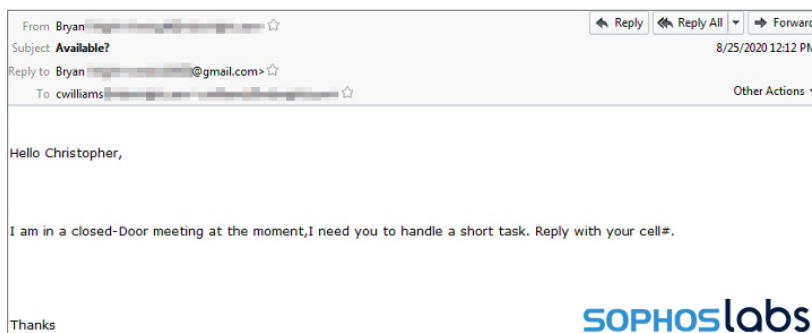 From Bryan
Reply
Reply All
Forward
Subject Available?
8/25/2020 12:12 PM
Reply to Bryan @gmail.com>
To cwilliams
Other Actions
Hello Christopher,
I am in a closed-Door meeting at the moment,I need you to handle a short task. Reply with your cell#.
Thanks
SOPHOSlabs